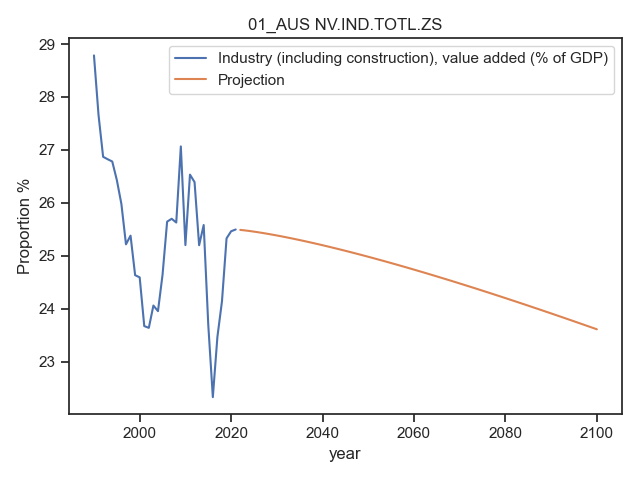 01_AUS NV.IND.TOTL.ZS
Industry (including construction), value added (% of GDP)
Projection
Proportion %
29
28
27
26
25
24
23
2000 2020 2040 2060 2080 2100
year